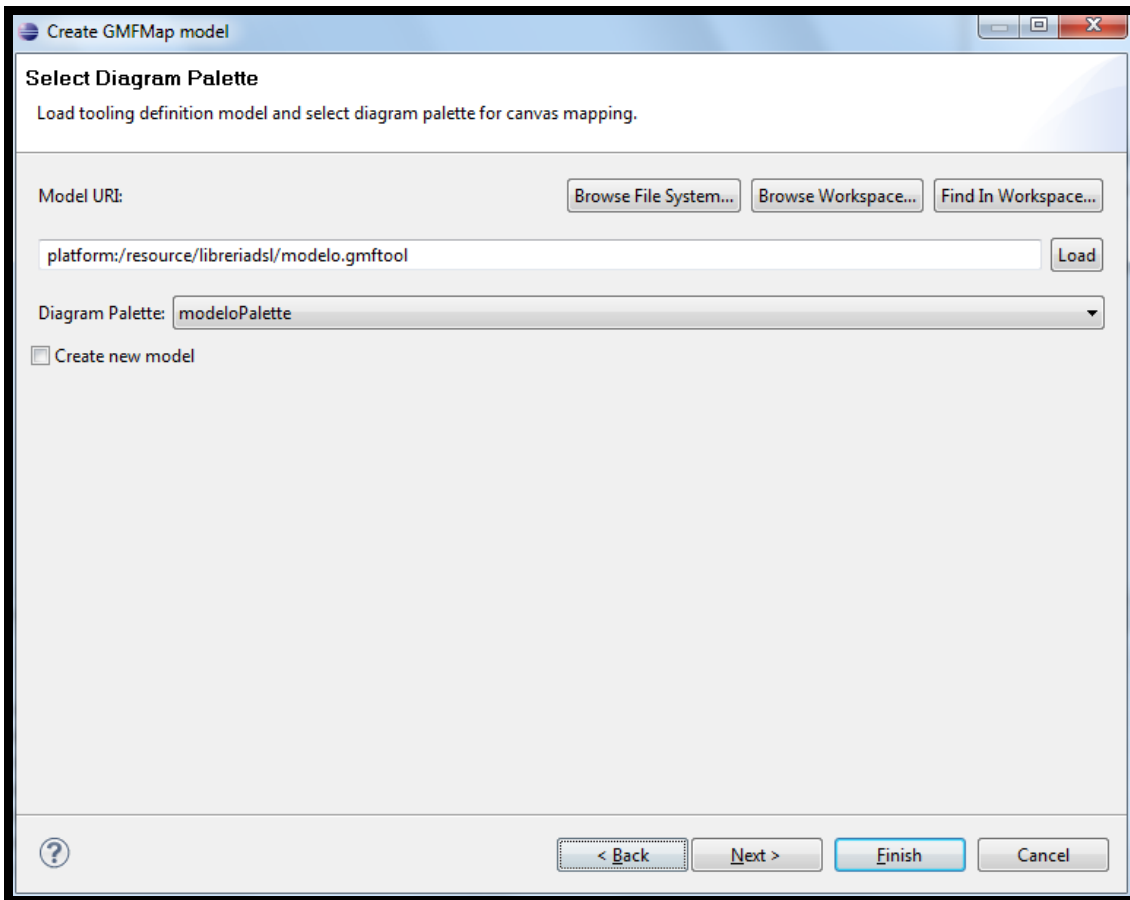 Create GMFMap model
Select Diagram Palette
Load tooling definition model and select diagram palette for canvas mapping.
Model URI: Browse File System... Browse Workspace... Find In Workspace...
platform:/resource/libreriadsl/modelo.gmftool Load
Diagram Palette: modeloPalette
Create new model
? < Back Next > Finish Cancel